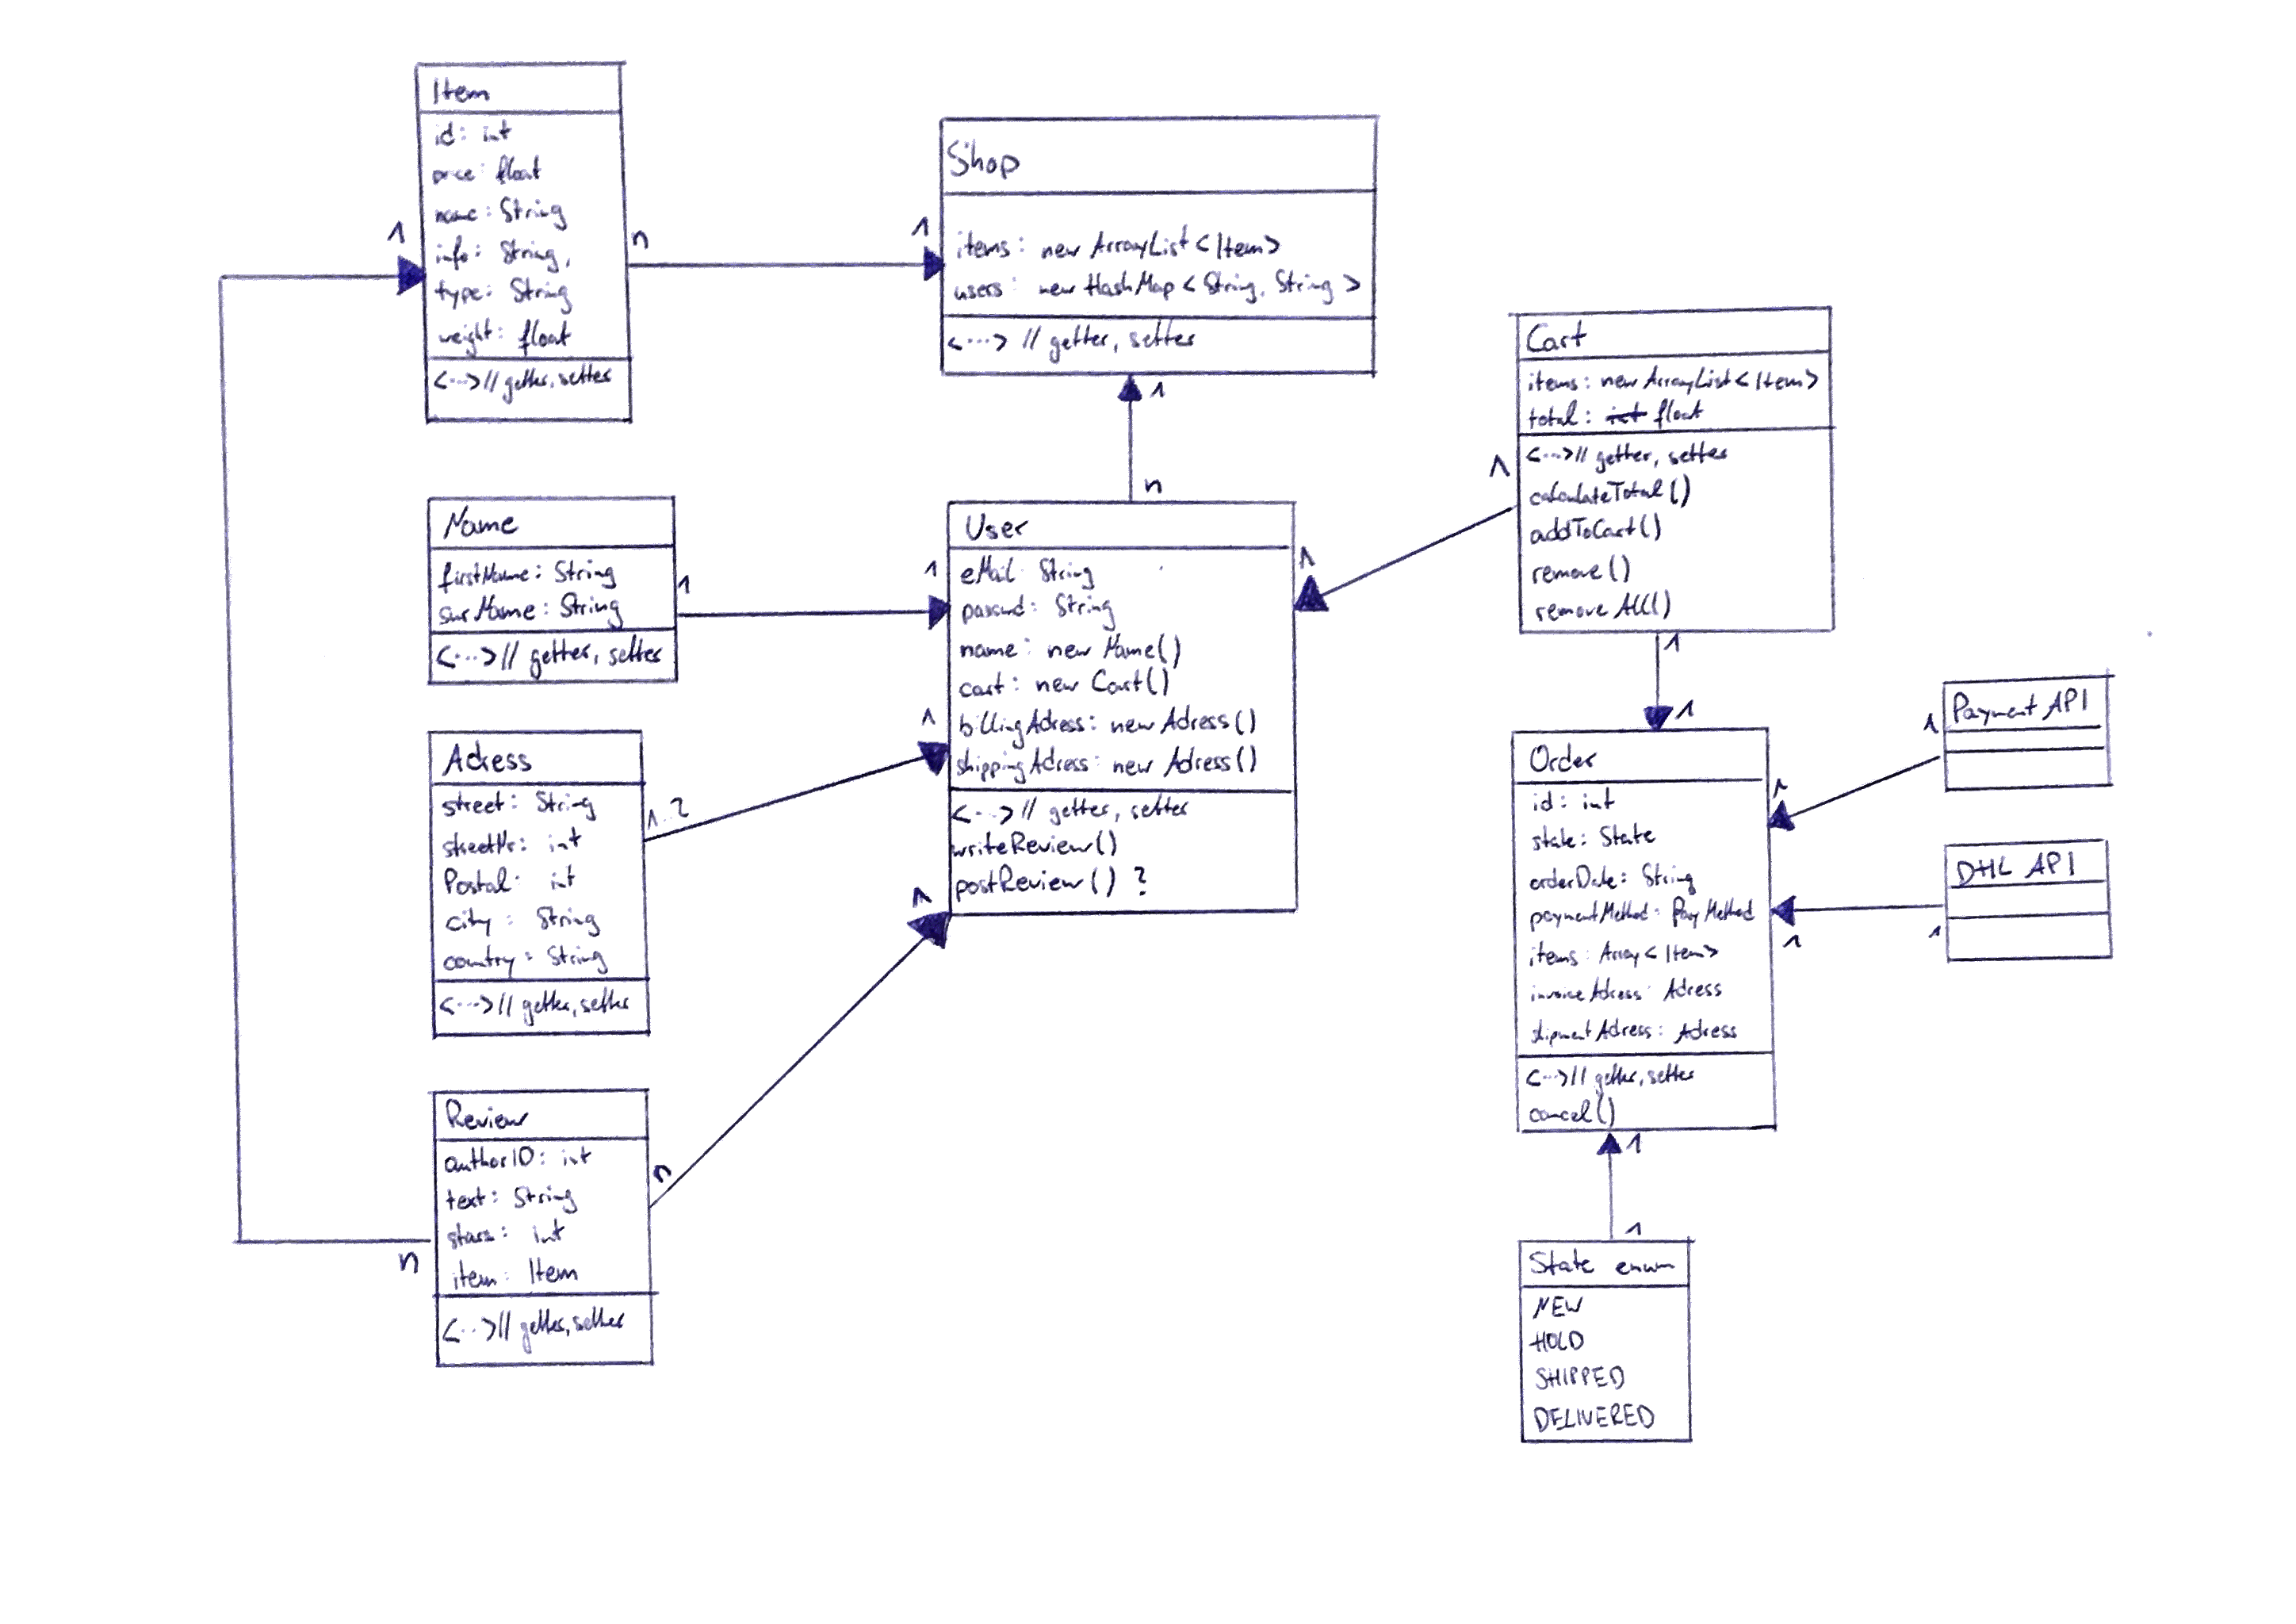 Item
id: int
price: float
name: String
info: String,
type: String
weight: float
<...>// getter, setter
1
n
1
Shop
items: new ArrayList<Item>
users: new HashMap<String, String>
<...> // getter, setter
1
n
Name
firstName: String
surName: String
<...>// getter, setter
1
1
User
eMail: String
passwd: String
name: new Name()
cart: new Cart()
billingAdress: new Adress()
shippingAdress: new Adress()
<...>// getter, setter
writeReview()
postReview() ?
1
1
Cart
items: new ArrayList<Item>
total: int float
<...>// getter, setter
calculateTotal()
addToCart()
remove()
removeAll()
1
1
Adress
street: String
streetNr: int
Postal: int
city: String
country: String
<...>// getter, setter
1..2
1
Review
authorID: int
text: String
stars: int
item: Item
<...>// getter, setter
n
1
n
Order
id: int
state: State
orderDate: String
paymentMethod: PayMethod
items: Array<Item>
invoiceAdress: Adress
shipmentAdress: Adress
<...>// getter, setter
cancel()
Payment API
1
1
DHL API
1
1
1
1
State enum
NEW
HOLD
SHIPPED
DELIVERED